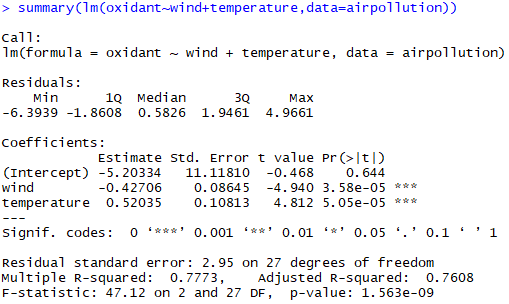 > summary(lm(oxidant~wind+temperature,data=airpollution))
Call:
lm(formula = oxidant ~ wind + temperature, data = airpollution)
Residuals:
    Min      1Q  Median      3Q     Max
-6.3939 -1.8608  0.5826  1.9461  4.9661
Coefficients:
            Estimate Std. Error t value Pr(>|t|)
(Intercept) -5.20334   11.11810  -0.468    0.644
wind        -0.42706    0.08645  -4.940 3.58e-05 ***
temperature  0.52035    0.10813   4.812 5.05e-05 ***
---
Signif. codes:  0 ‘***’ 0.001 ‘**’ 0.01 ‘*’ 0.05 ‘.’ 0.1 ‘ ’ 1
Residual standard error: 2.95 on 27 degrees of freedom
Multiple R-squared:  0.7773,    Adjusted R-squared:  0.7608
F-statistic: 47.12 on 2 and 27 DF,  p-value: 1.563e-09